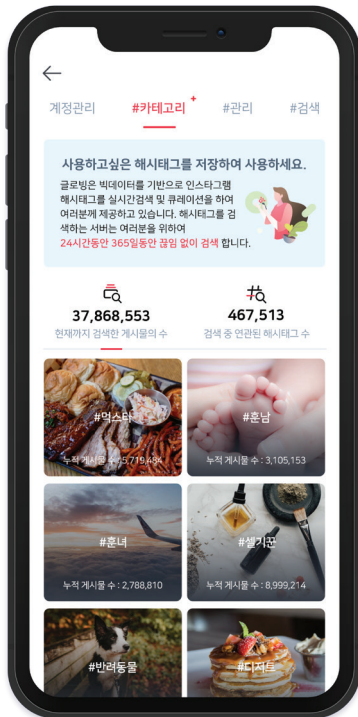 계정관리 #카테고리 + #관리 #검색
사용하고싶은 해시태그를 저장하여 사용하세요.
글로빙은 빅데이터를 기반으로 인스타그램
해시태그를 실시간검색 및 큐레이션을 하여
여러분께 제공하고 있습니다. 해시태그를 검
색하는 서버는 여러분을 위하여
24시간동안 365일동안 끊임 없이 검색 합니다.
37,868,553 467,513
현재까지 검색한 게시물의 수 검색 중 연관된 해시태그 수
#먹스타 #훈남
누적 게시물 수 : 5,719,484 누적 게시물 수 : 3,105,153
#훈녀 #셀기꾼
누적 게시물 수 : 2,788,810 누적 게시물 수 : 8,999,214
#반려동물 #디저트